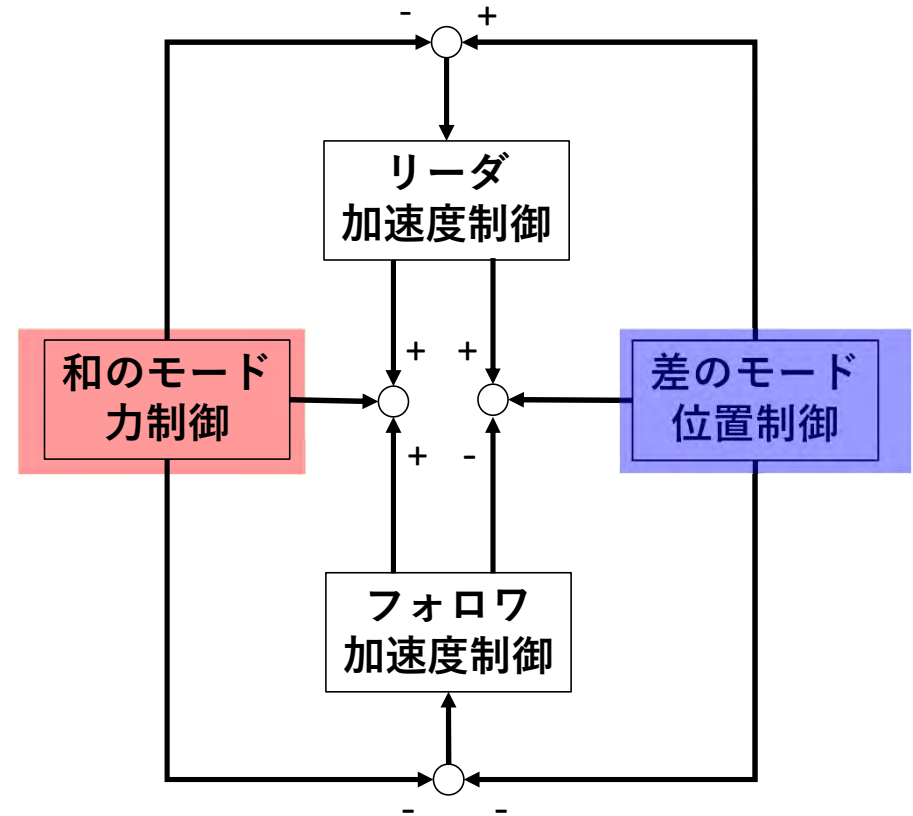 - +
リーダ
加速度制御
+ +
和のモード
力制御
差のモード
位置制御
+ -
フォロワ
加速度制御
- -